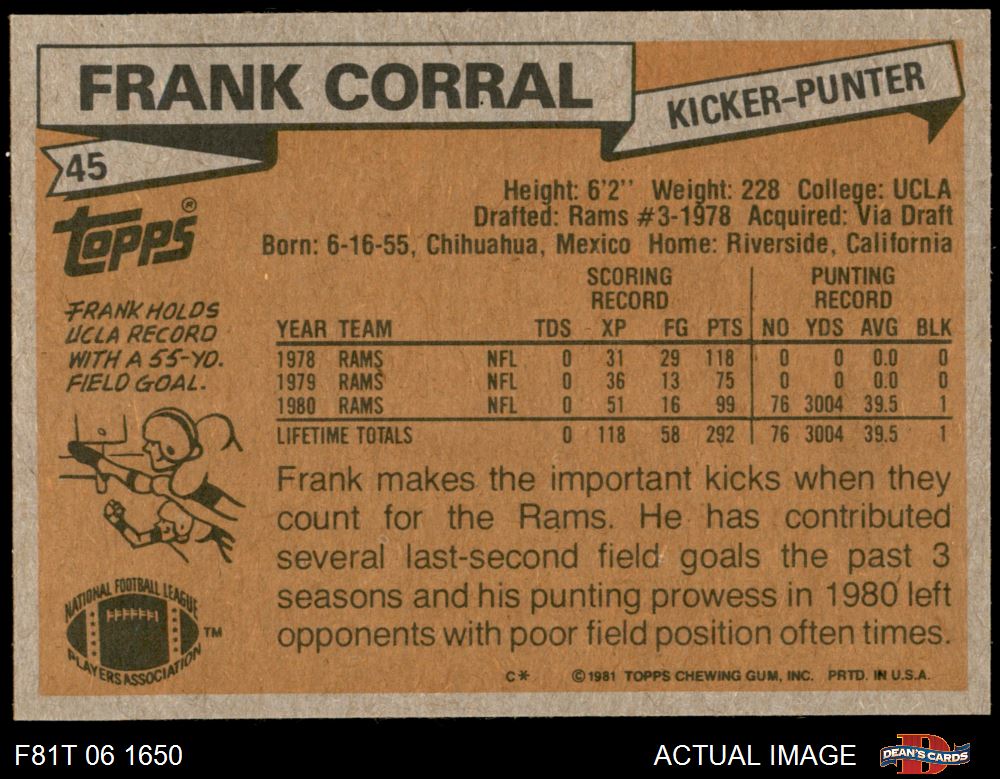 FRANK CORRAL
KICKER-PUNTER
45
TOPPS®
Height: 6'2'' Weight: 228 College: UCLA
Drafted: Rams #3-1978 Acquired: Via Draft
Born: 6-16-55, Chihuahua, Mexico Home: Riverside, California
FRANK HOLDS
UCLA RECORD
WITH A 55-YD.
FIELD GOAL.
SCORING PUNTING
RECORD RECORD
YEAR TEAM TDS XP FG PTS NO YDS AVG BLK
1978 RAMS NFL 0 31 29 118 0 0 0.0 0
1979 RAMS NFL 0 36 13 75 0 0 0.0 0
1980 RAMS NFL 0 51 16 99 76 3004 39.5 1
LIFETIME TOTALS 0 118 58 292 76 3004 39.5 1
Frank makes the important kicks when they
count for the Rams. He has contributed
several last-second field goals the past 3
seasons and his punting prowess in 1980 left
opponents with poor field position often times.
NATIONAL FOOTBALL LEAGUE
PLAYERS ASSOCIATION
TM
C* ©1981 TOPPS CHEWING GUM, INC. PRTD. IN U.S.A.
F81T 06 1650
ACTUAL IMAGE
D
DEAN'S CARDS